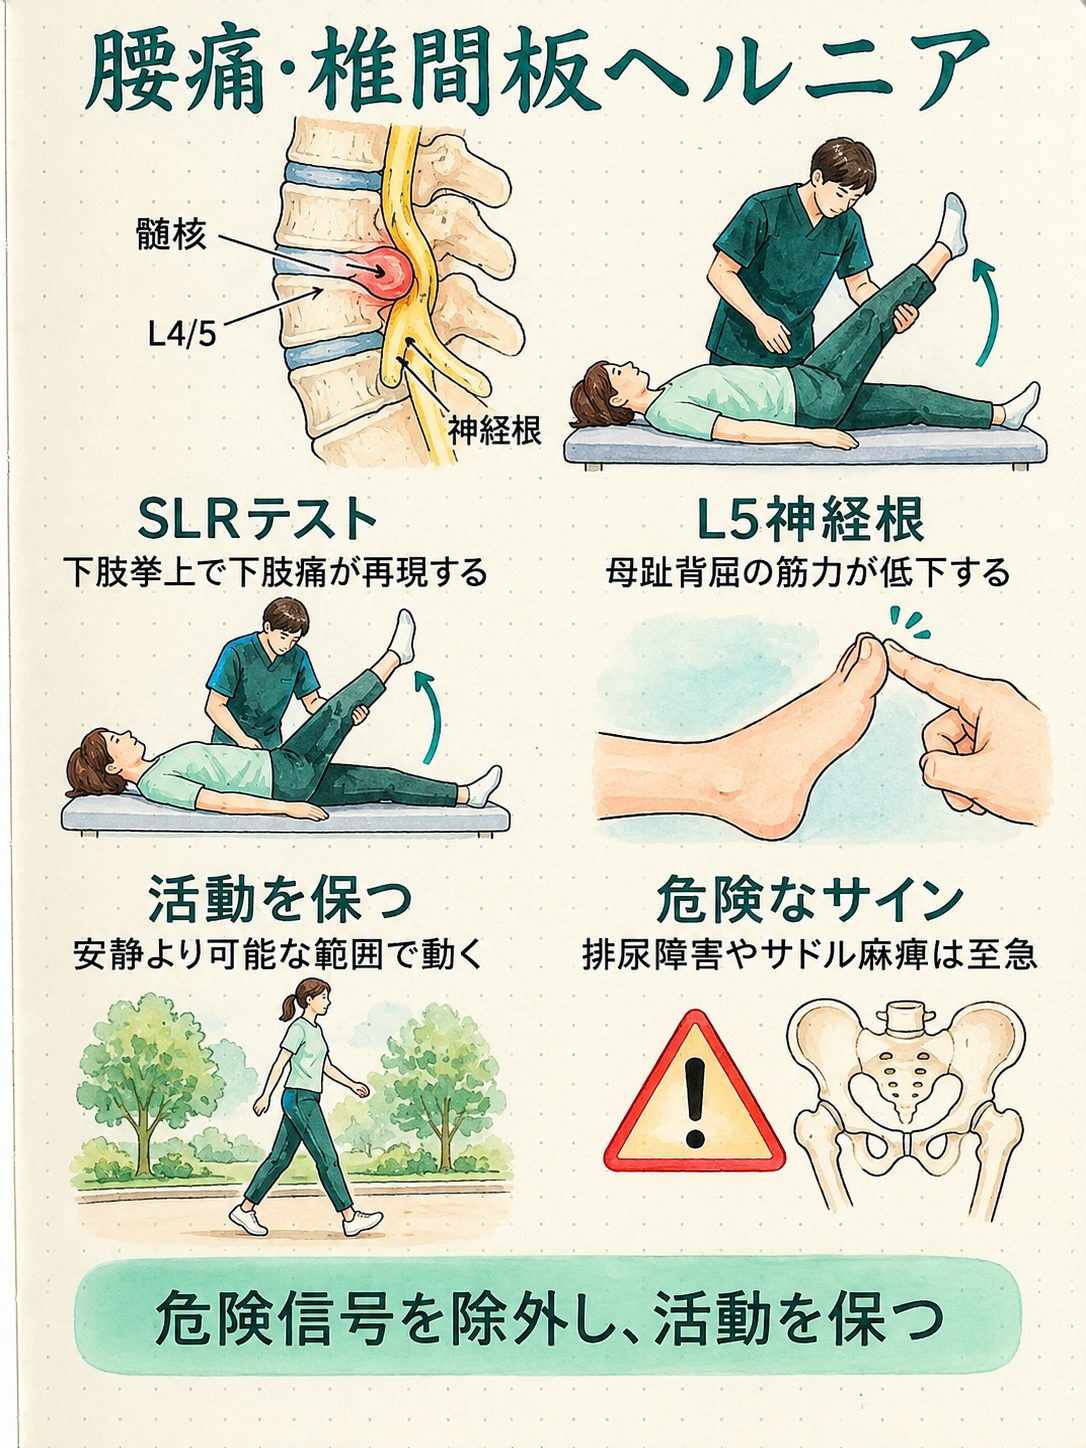 腰痛・椎間板ヘルニア
髄核
L4/5
神経根
SLRテスト
下肢挙上で下肢痛が再現する
L5神経根
母趾背屈の筋力が低下する
活動を保つ
安静より可能な範囲で動く
危険なサイン
排尿障害やサドル麻痺は至急
危険信号を除外し、活動を保つ